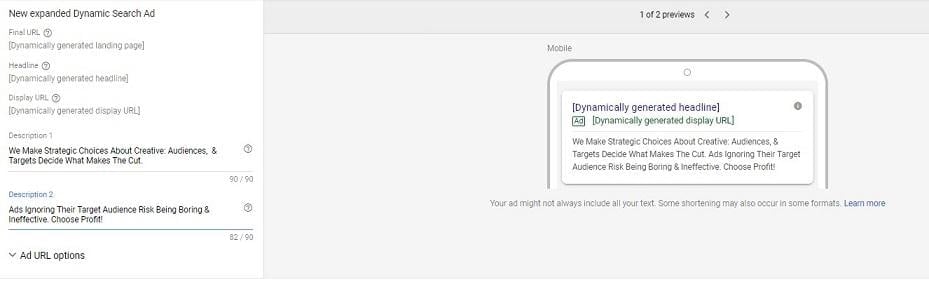 New expanded Dynamic Search Ad
Final URL
[Dynamically generated landing page]
Headline
[Dynamically generated headline]
Display URL
[Dynamically generated display URL]
Description 1
We Make Strategic Choices About Creative: Audiences, &
Targets Decide What Makes The Cut.
90 / 90
Description 2
Ads Ignoring Their Target Audience Risk Being Boring &
Ineffective. Choose Profit!
82 / 90
Ad URL options
1 of 2 previews
Mobile
[Dynamically generated headline]
Ad [Dynamically generated display URL]
We Make Strategic Choices About Creative: Audiences, &
Targets Decide What Makes The Cut. Ads Ignoring Their Target
Audience Risk Being Boring & Ineffective. Choose Profit!
Your ad might not always include all your text. Some shortening may also occur in some formats. Learn more